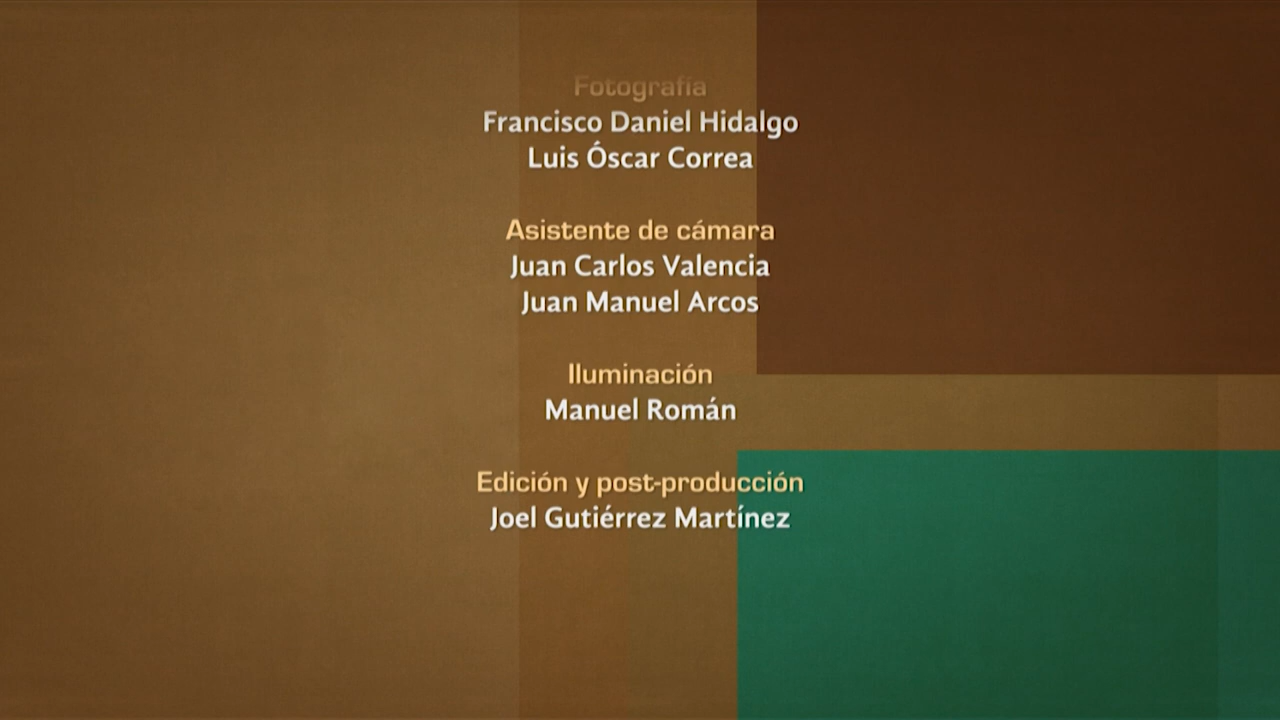 Fotografía
Francisco Daniel Hidalgo
Luis Óscar Correa
Asistente de cámara
Juan Carlos Valencia
Juan Manuel Arcos
Iluminación
Manuel Román
Edición y post-producción
Joel Gutiérrez Martínez